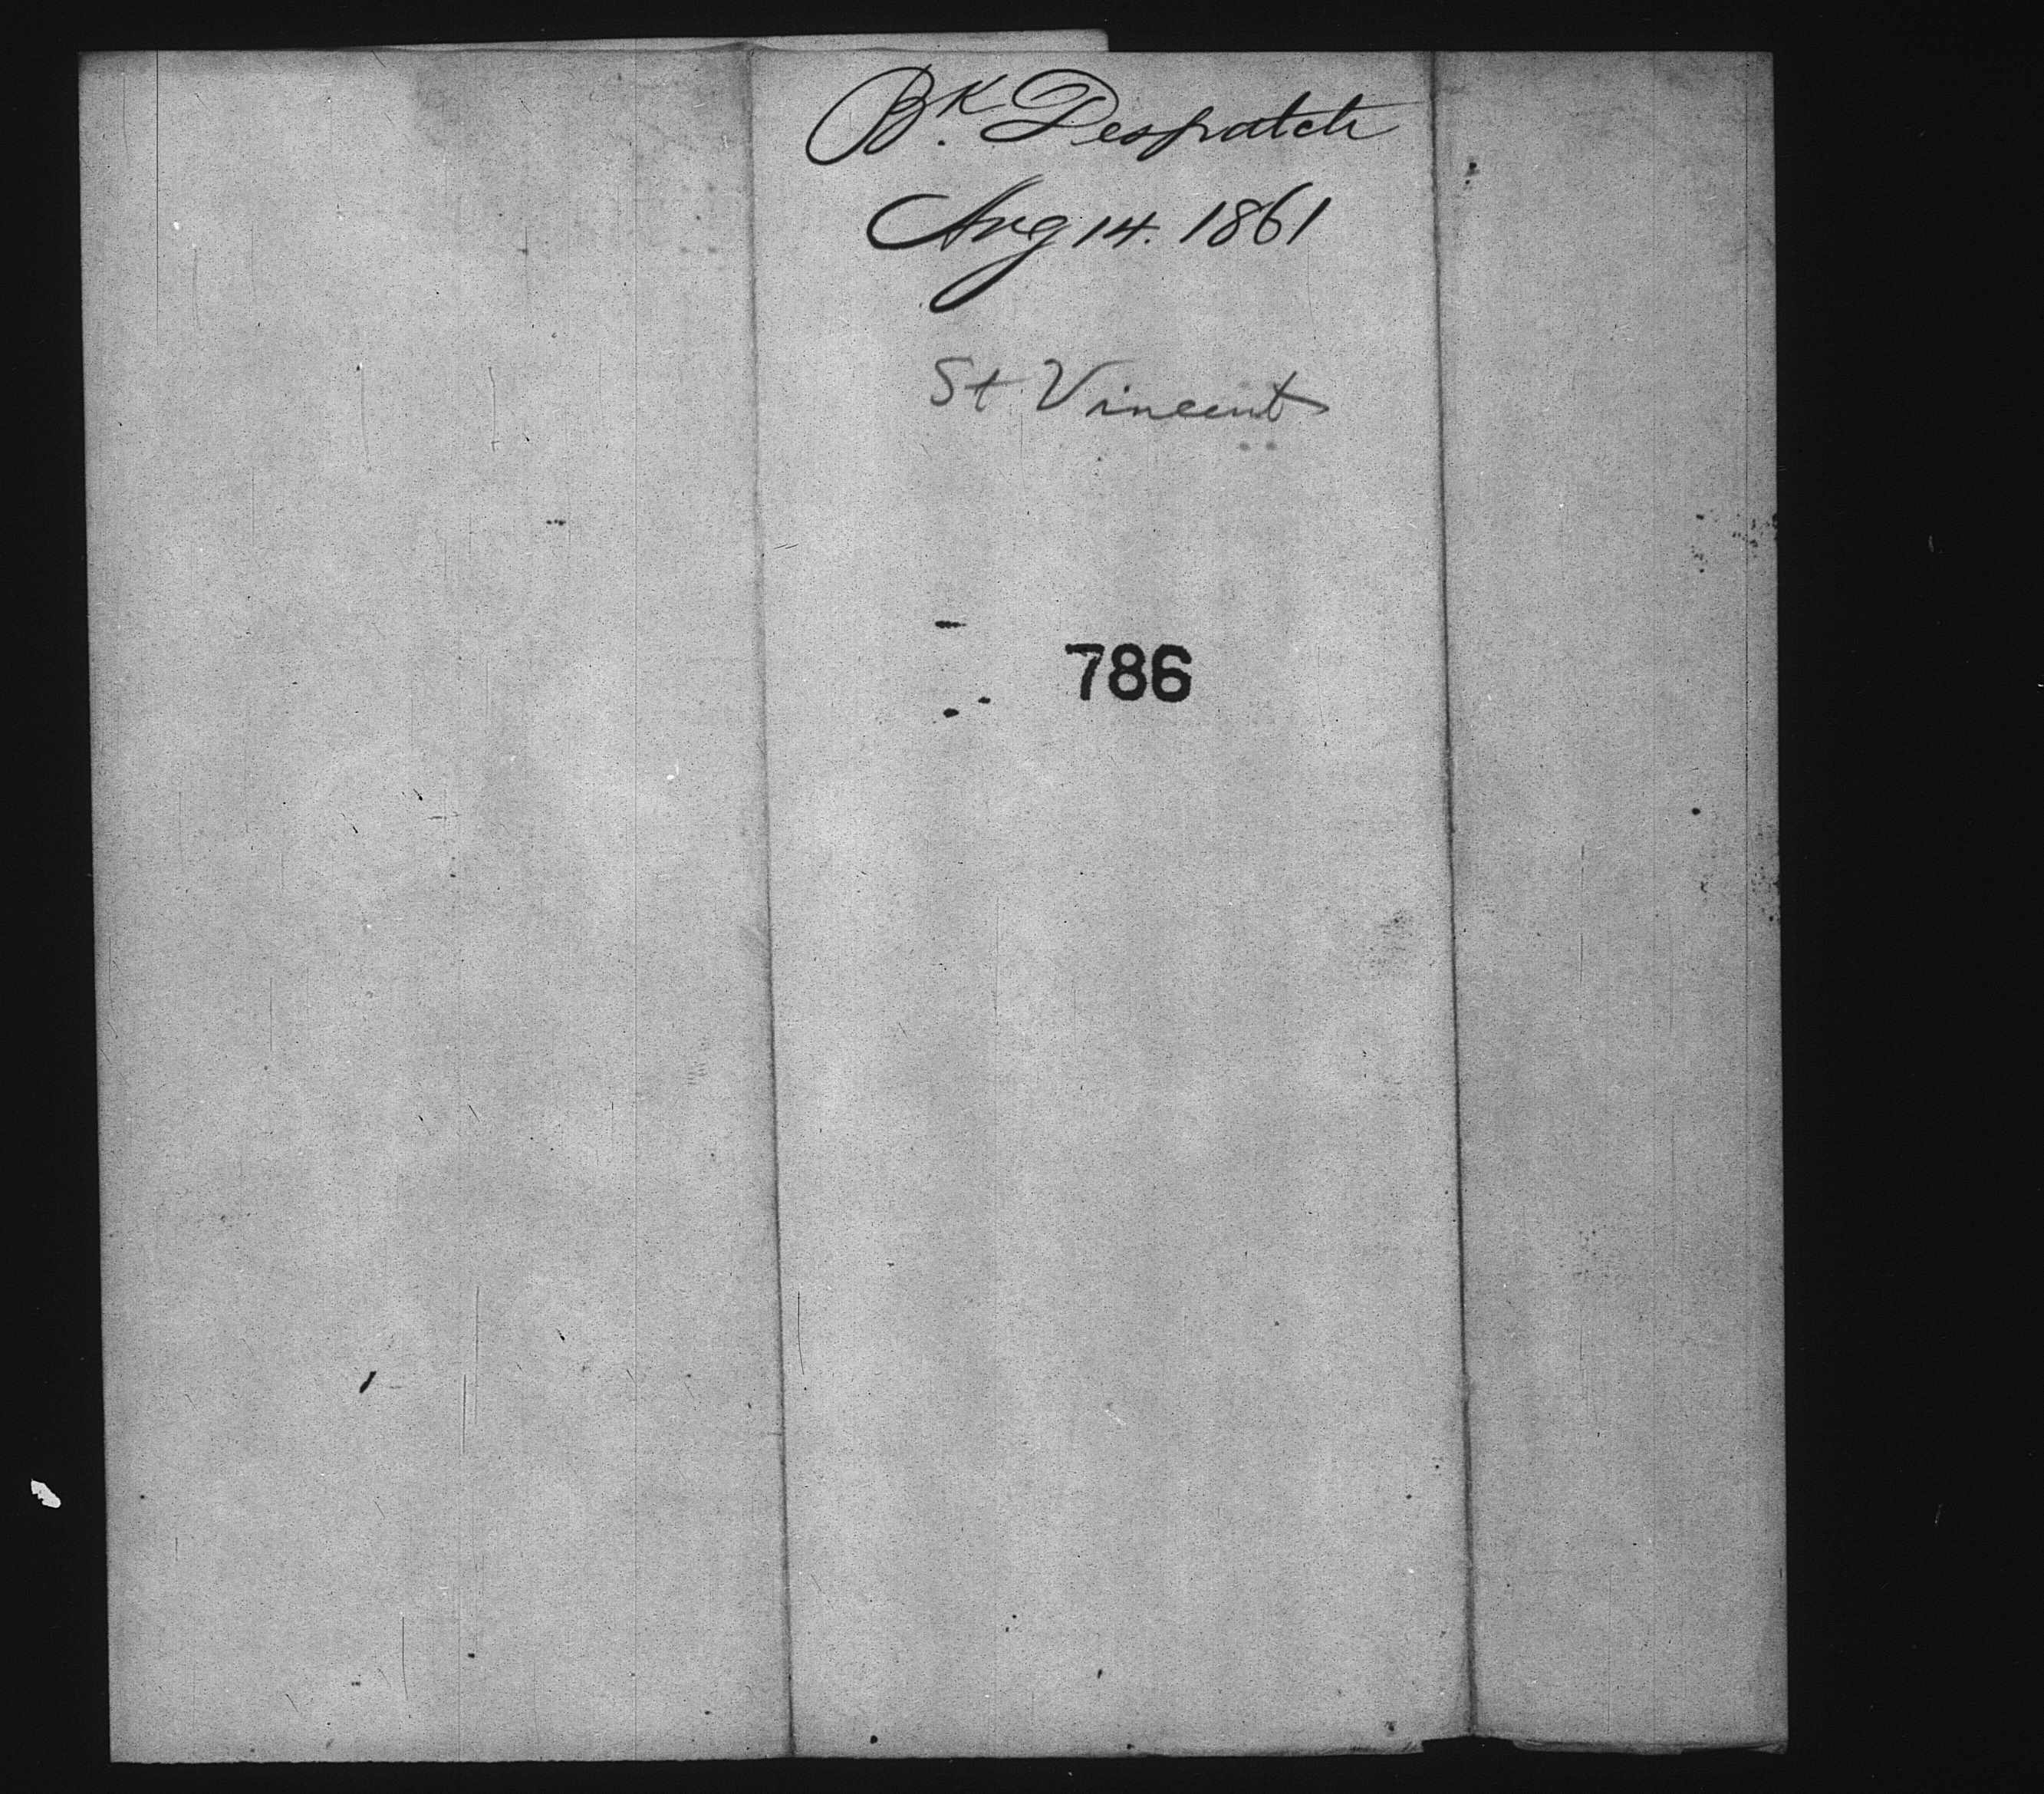 Bk. Despatch
Aug 14. 1861
St Vincent
786